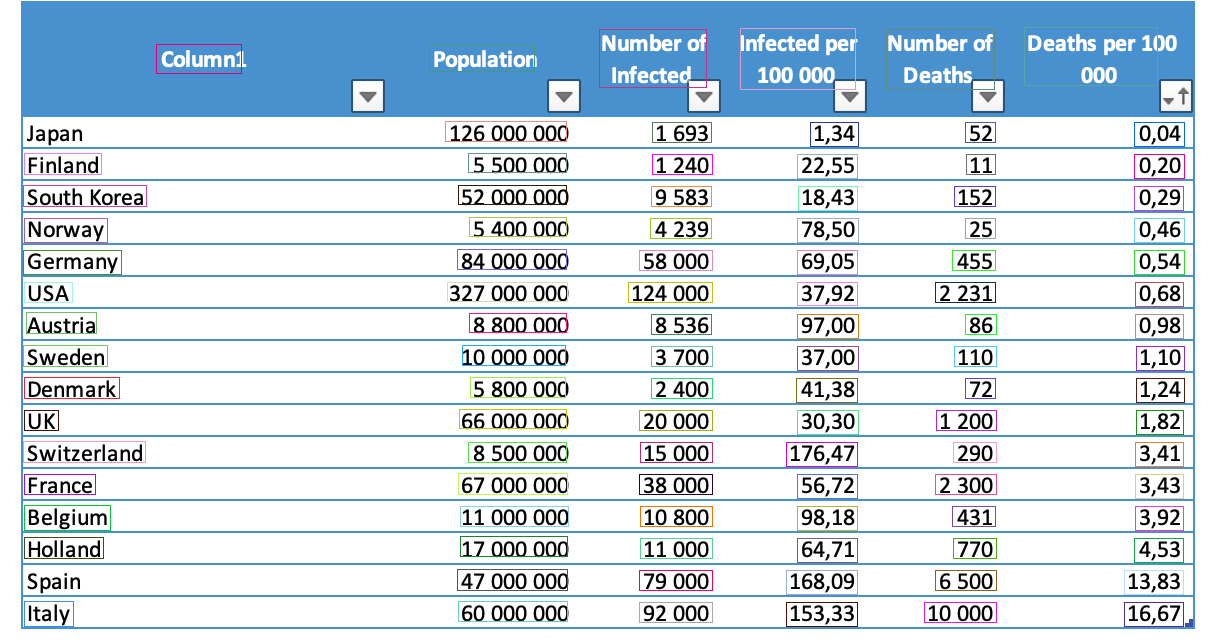 Column1 Population Number of Infected Infected per 100 000 Number of Deaths Deaths per 100 000
Japan 126 000 000 1 693 1,34 52 0,04
Finland 5 500 000 1 240 22,55 11 0,20
South Korea 52 000 000 9 583 18,43 152 0,29
Norway 5 400 000 4 239 78,50 25 0,46
Germany 84 000 000 58 000 69,05 455 0,54
USA 327 000 000 124 000 37,92 2 231 0,68
Austria 8 800 000 8 536 97,00 86 0,98
Sweden 10 000 000 3 700 37,00 110 1,10
Denmark 5 800 000 2 400 41,38 72 1,24
UK 66 000 000 20 000 30,30 1 200 1,82
Switzerland 8 500 000 15 000 176,47 290 3,41
France 67 000 000 38 000 56,72 2 300 3,43
Belgium 11 000 000 10 800 98,18 431 3,92
Holland 17 000 000 11 000 64,71 770 4,53
Spain 47 000 000 79 000 168,09 6 500 13,83
Italy 60 000 000 92 000 153,33 10 000 16,67